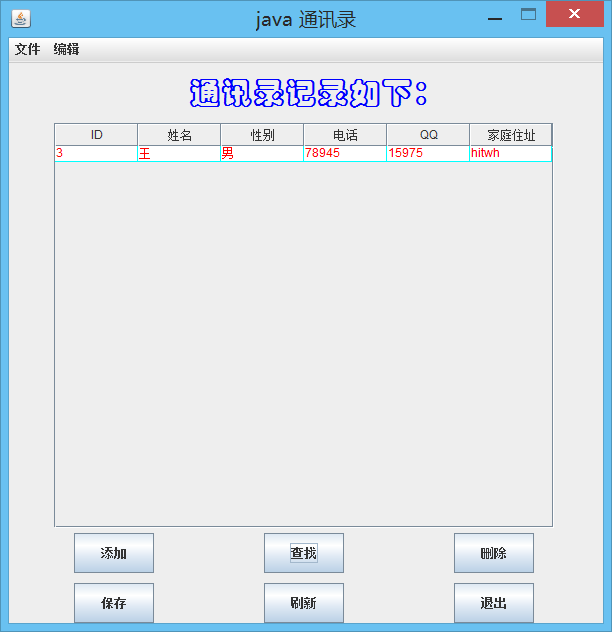 java 通讯录
文件 编辑
通讯录记录如下：
ID 姓名 性别 电话 QQ 家庭住址
3 王 男 78945 15975 hitwh
添加 查找 删除
保存 刷新 退出